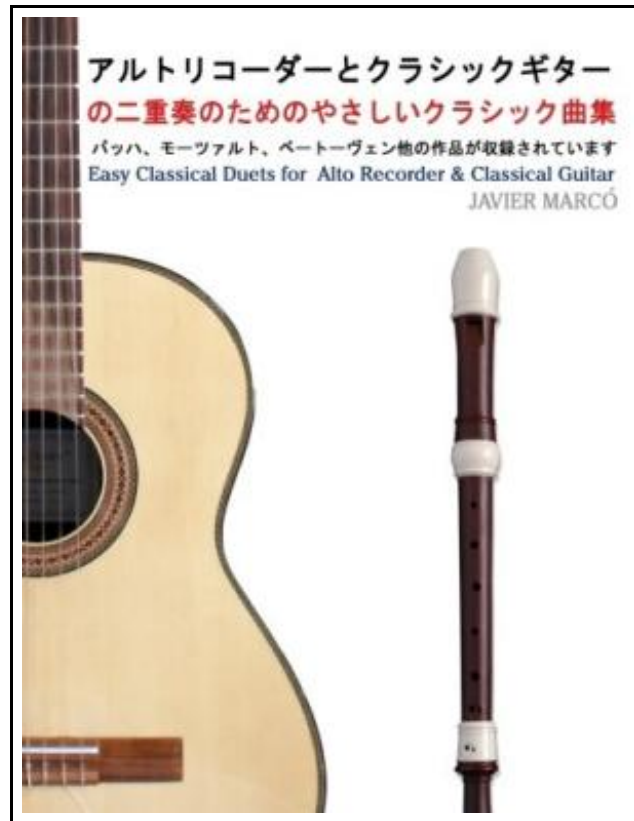 アルトリコーダーとクラシックギター
の二重奏のためのやさしいクラシック曲集
バッハ、モーツァルト、ベートーヴェン他の作品が収録されています
Easy Classical Duets for Alto Recorder & Classical Guitar
JAVIER MARCÓ